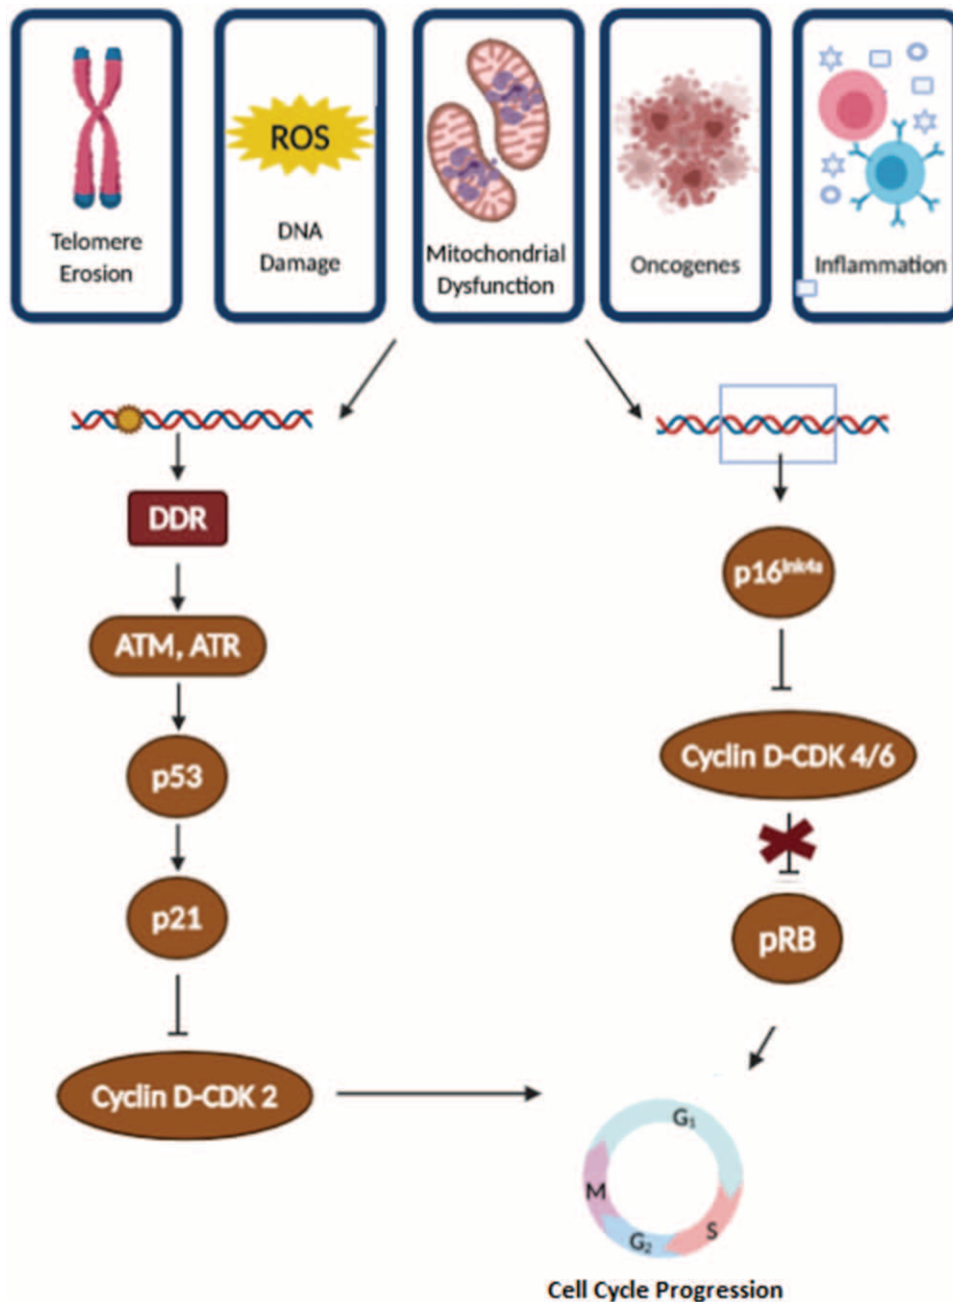 Telomere
Erosion
ROS
DNA
Damage
Mitochondrial
Dysfunction
Oncogenes
Inflammation
DDR
ATM, ATR
p53
p21
Cyclin D-CDK 2
p16Ink4a
Cyclin D-CDK 4/6
pRB
G1
S
G2
M
Cell Cycle Progression